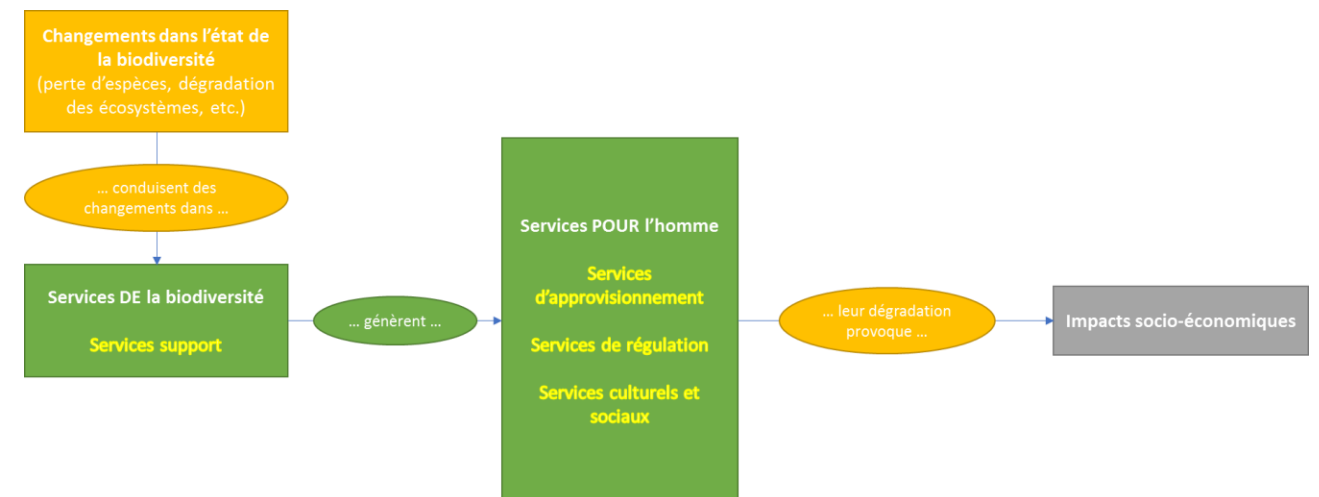 Changements dans l'état de
la biodiversité
(perte d'espèces, dégradation
des écosystèmes, etc.)
… conduisent des
changements dans …
Services DE la biodiversité
Services support
… génèrent …
Services POUR l'homme
Services
d'approvisionnement
Services de régulation
Services culturels et
sociaux
… leur dégradation
provoque …
Impacts socio-économiques